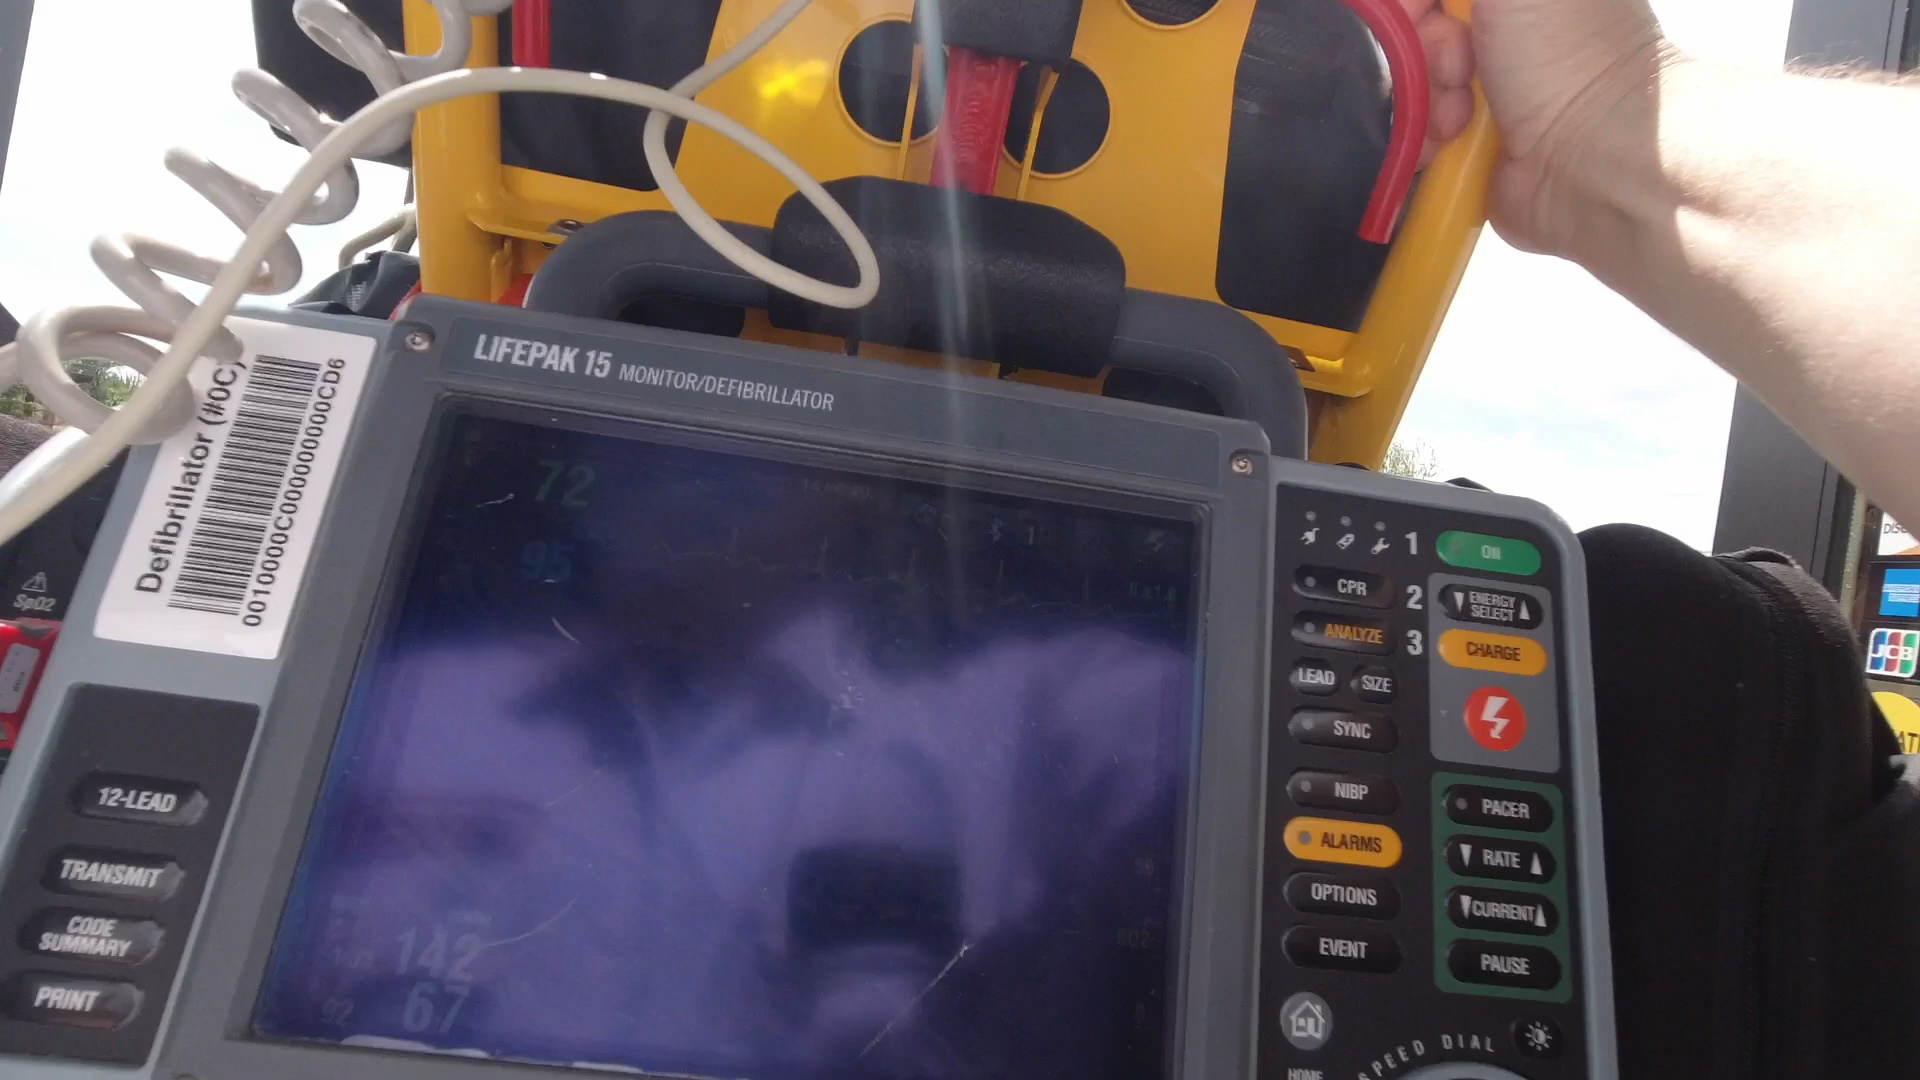 LIFEPAK 15 MONITOR/DEFIBRILLATOR
Defibrillator (#0C)
SpO2
12-LEAD
TRANSMIT
CODE
SUMMARY
PRINT
72
95
142
67
92
1
ON
CPR
2
ENERGY
SELECT
ANALYZE
3
CHARGE
LEAD
SIZE
SYNC
NIBP
PACER
ALARMS
RATE
OPTIONS
CURRENT
EVENT
PAUSE
HOME
SPEED DIAL
JCB